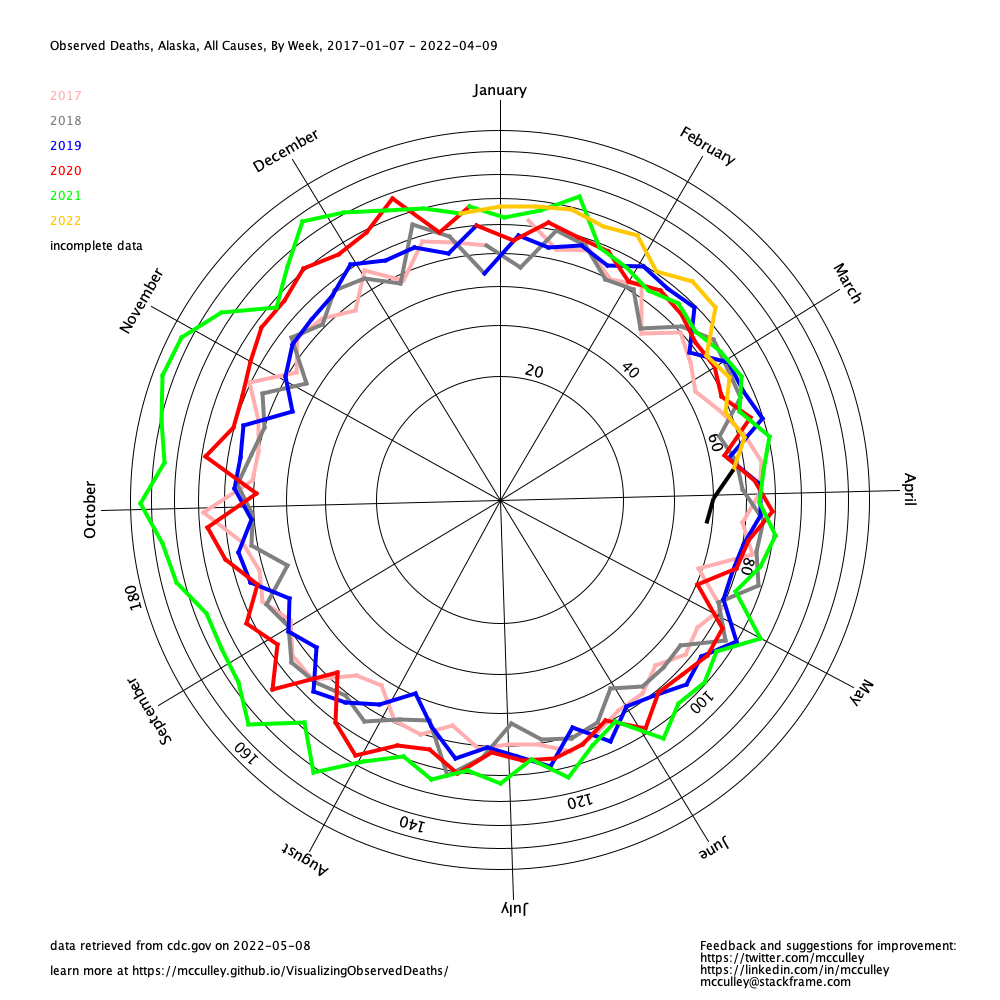 Observed Deaths, Alaska, All Causes, By Week, 2017-01-07 - 2022-04-09
2017
2018
2019
2020
2021
2022
incomplete data
January
February
March
April
May
June
July
August
September
October
November
December
20
40
60
80
100
120
140
160
180
data retrieved from cdc.gov on 2022-05-08
learn more at https://mcculley.github.io/VisualizingObservedDeaths/
Feedback and suggestions for improvement:
https://twitter.com/mcculley
https://linkedin.com/in/mcculley
mcculley@stackframe.com